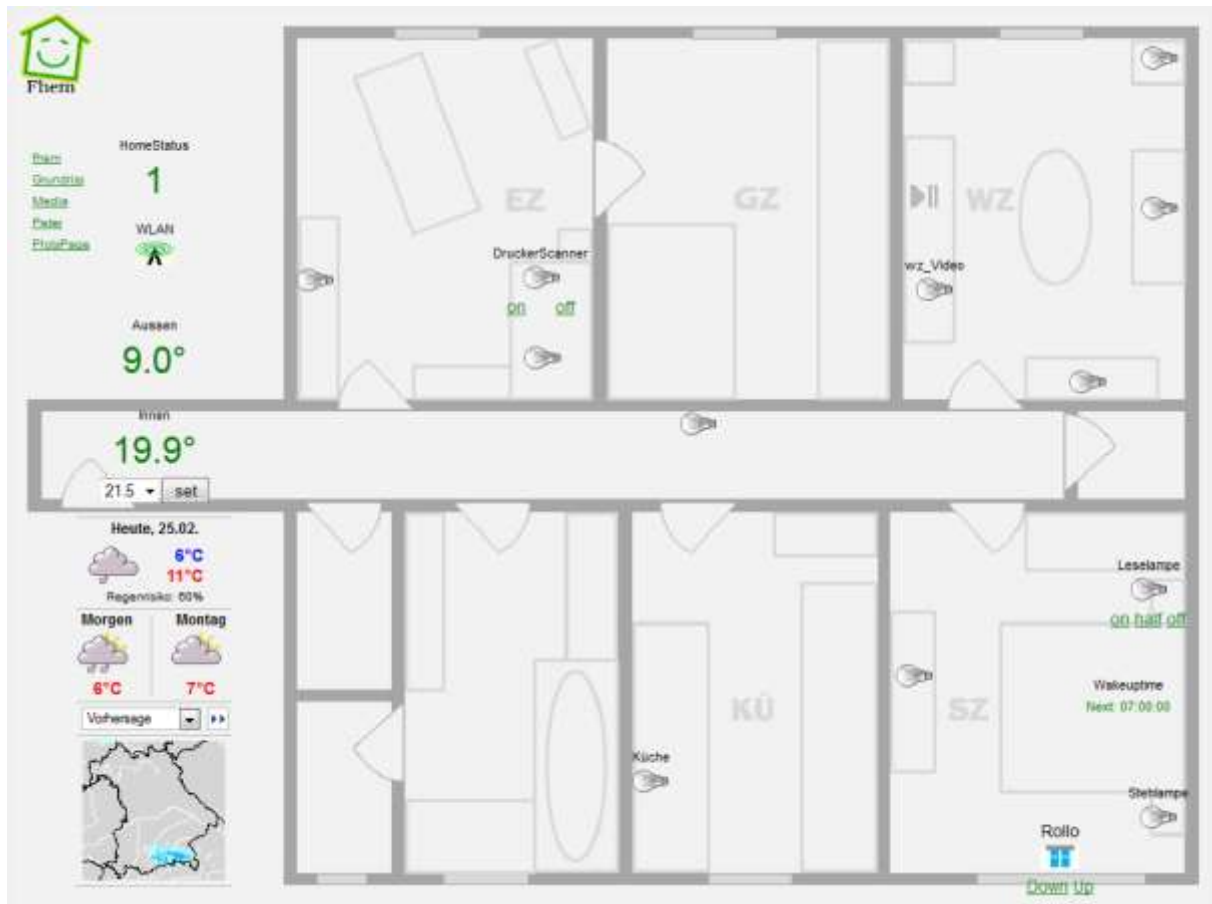 Fhem
HomeStatus
1
Fhem
Grundriss
Media
Peter
PhotoPage
WLAN
Aussen
9.0°
Innen
19.9°
21.5 set
Heute, 25.02.
6°C
11°C
Regenrisiko: 60%
Morgen Montag
6°C 7°C
Vorhersage
EZ
DruckerScanner
on off
GZ
WZ
wz_Video
KÜ
Küche
SZ
Leselampe
on half off
Wakeuptime
Next: 07:00:00
Stehlampe
Rollo
Down Up